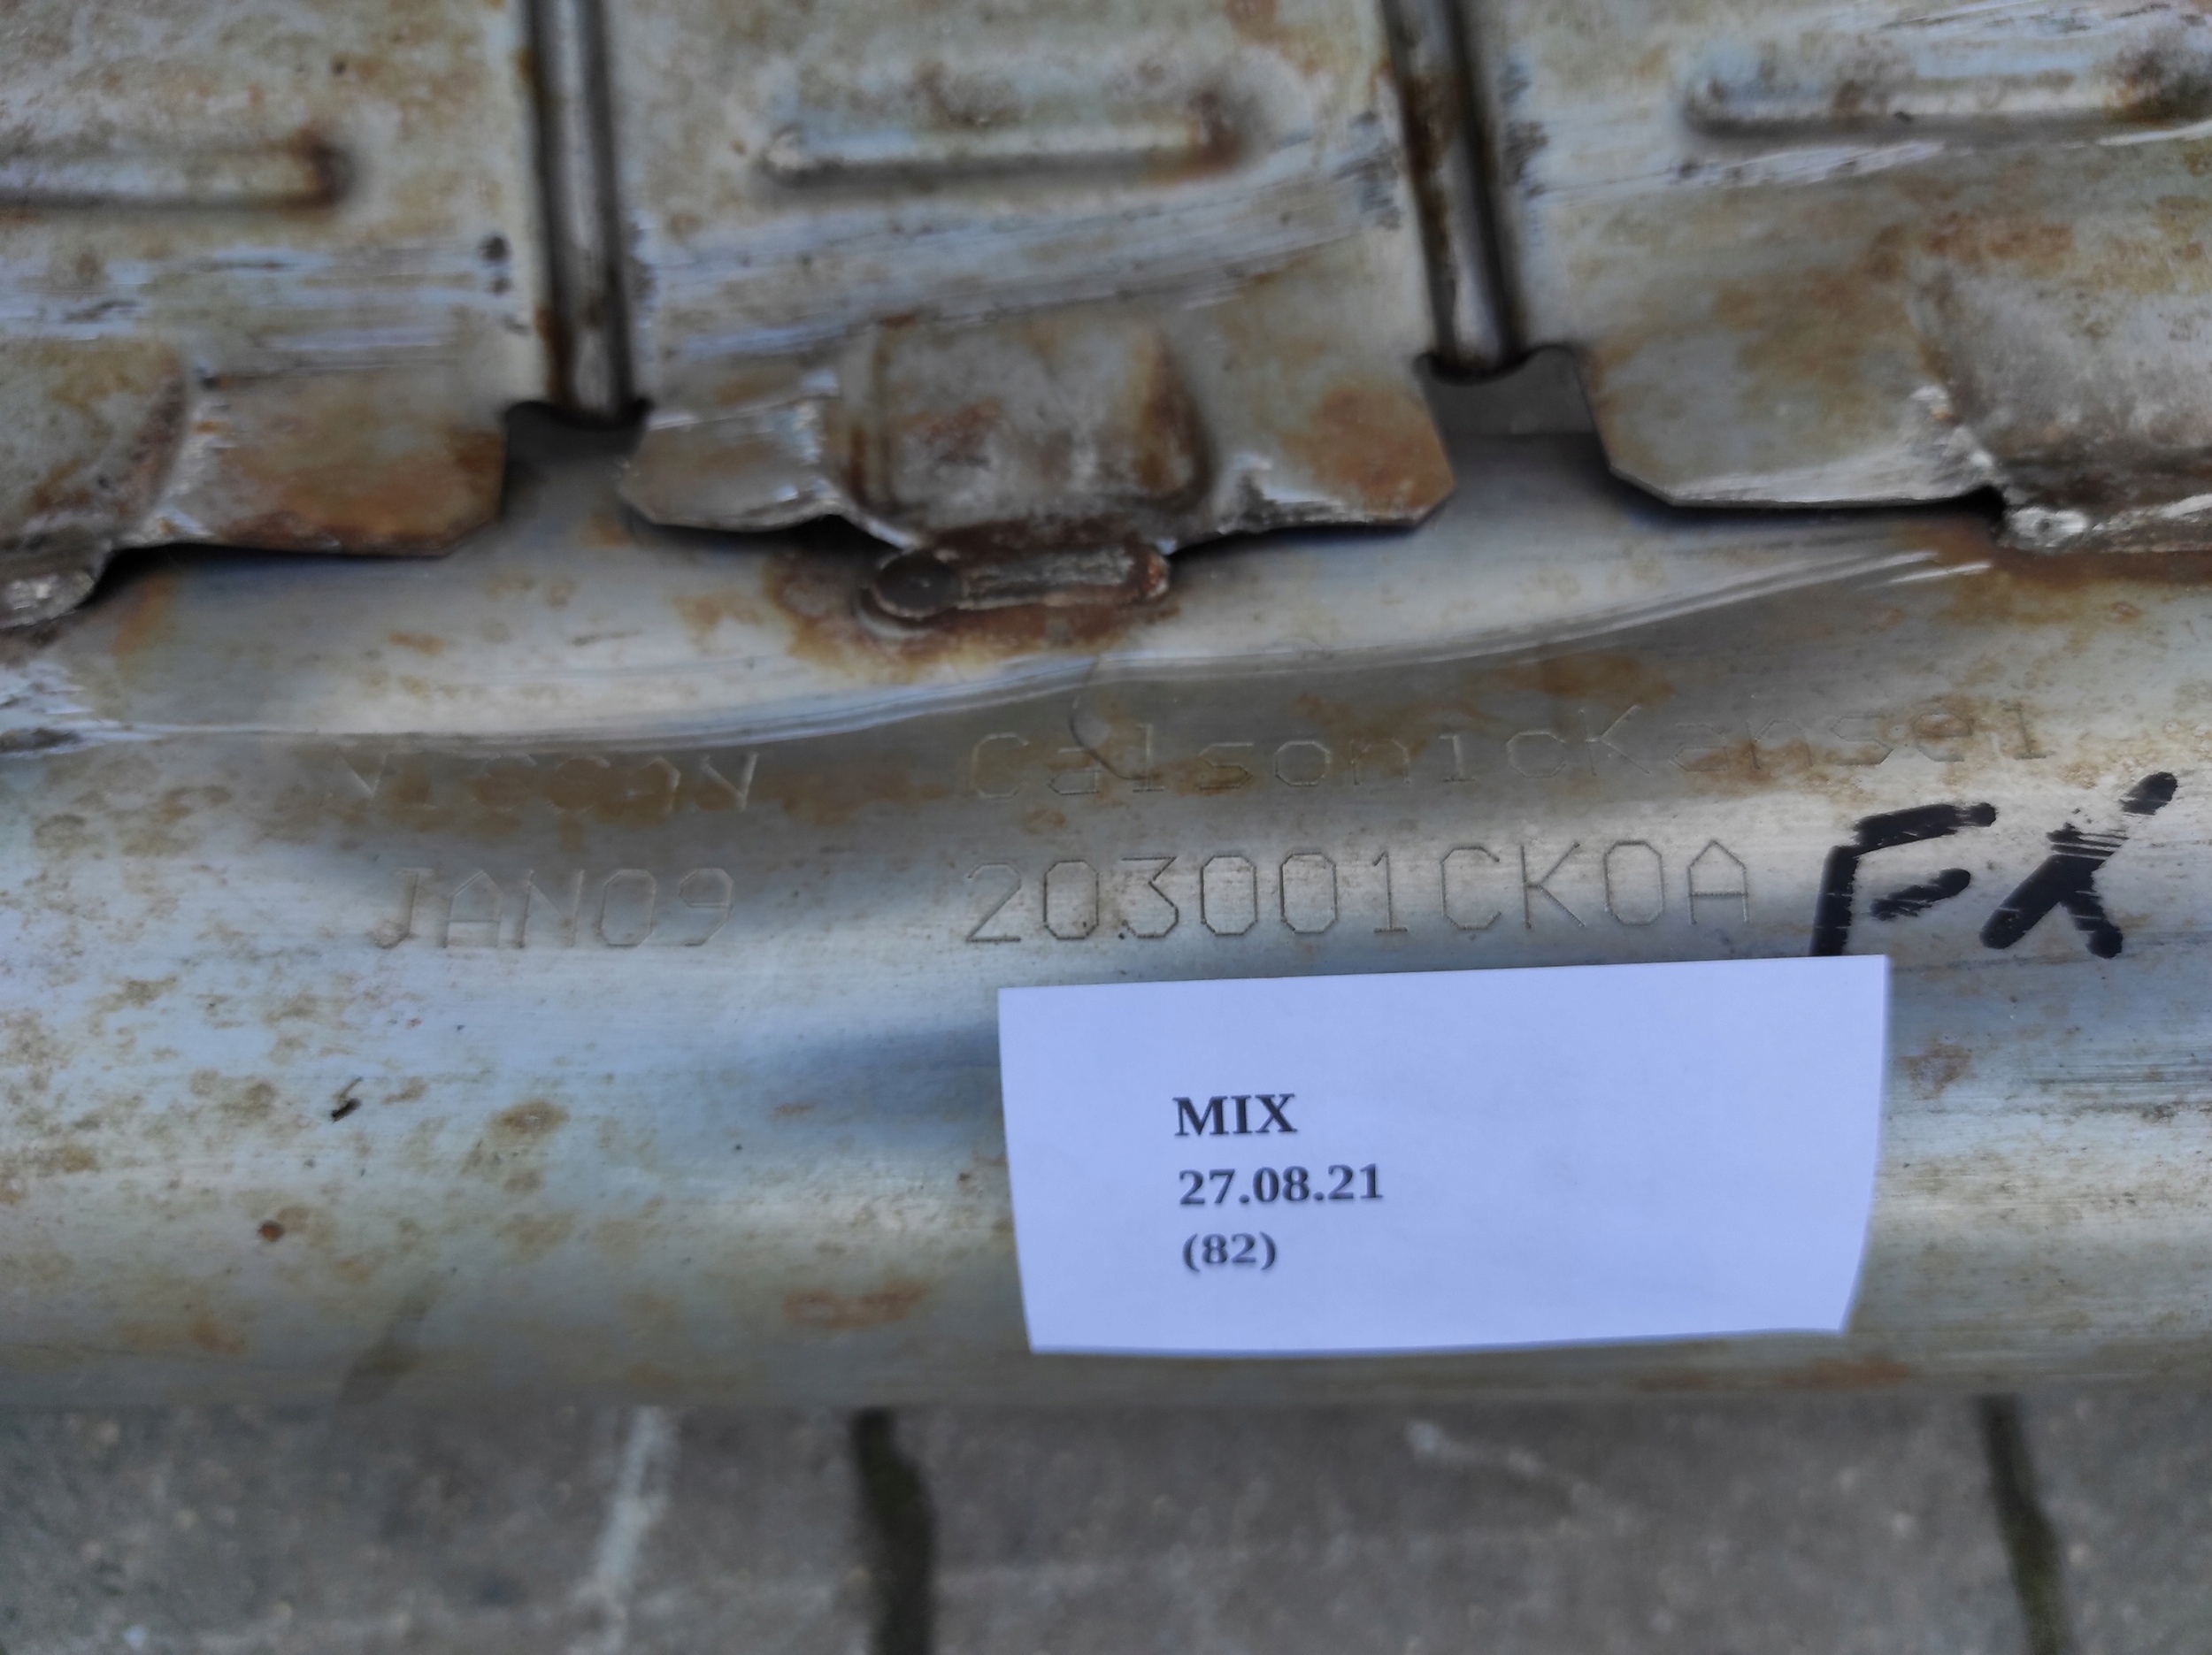 NISSAN CalsonicKansei
JAN09 203001CK0A FX
MIX
27.08.21
(82)